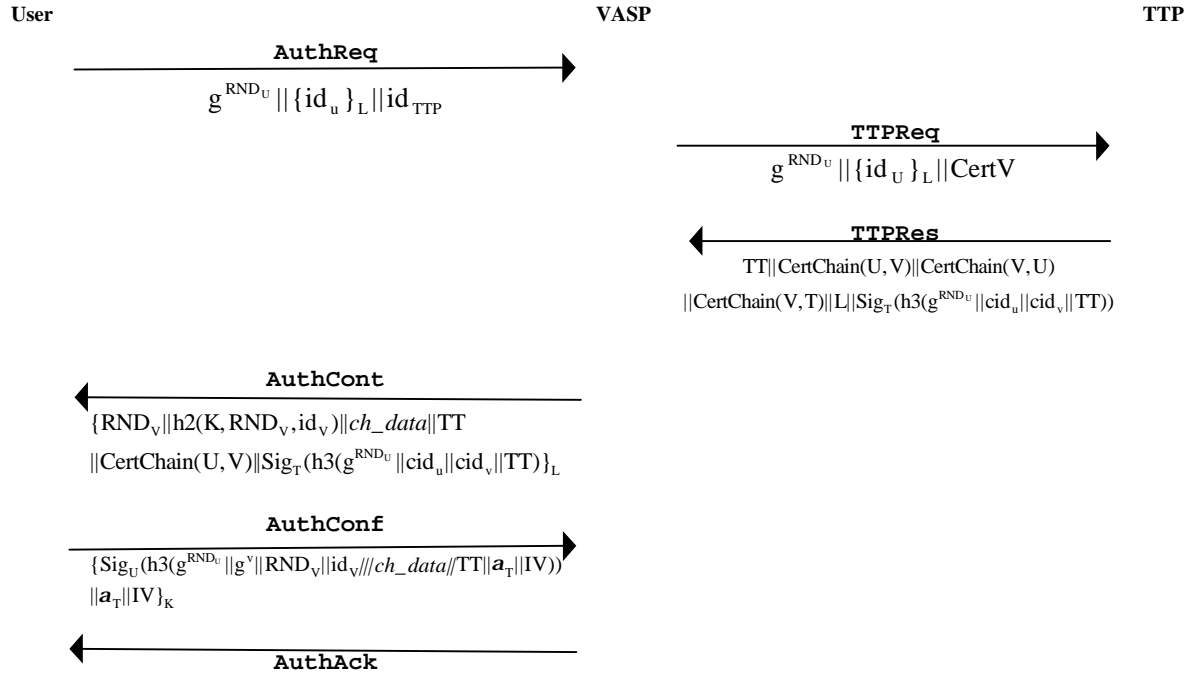 User VASP TTP
AuthReq
g^RND_U||{id_u}_L||id_TTP
TTPReq
g^RND_U||{id_U}_L||CertV
TTPRes
TT||CertChain(U,V)||CertChain(V,U)
||CertChain(V,T)||L||Sig_T(h3(g^RND_U||cid_u||cid_v||TT))
AuthCont
{RND_V||h2(K,RND_V,id_V)||ch_data||TT
||CertChain(U,V)||Sig_T(h3(g^RND_U||cid_u||cid_v||TT)}_L
AuthConf
{Sig_U(h3(g^RND_U||g^v||RND_V||id_V///ch_data//TT||a_T||IV))
||a_T||IV}_K
AuthAck